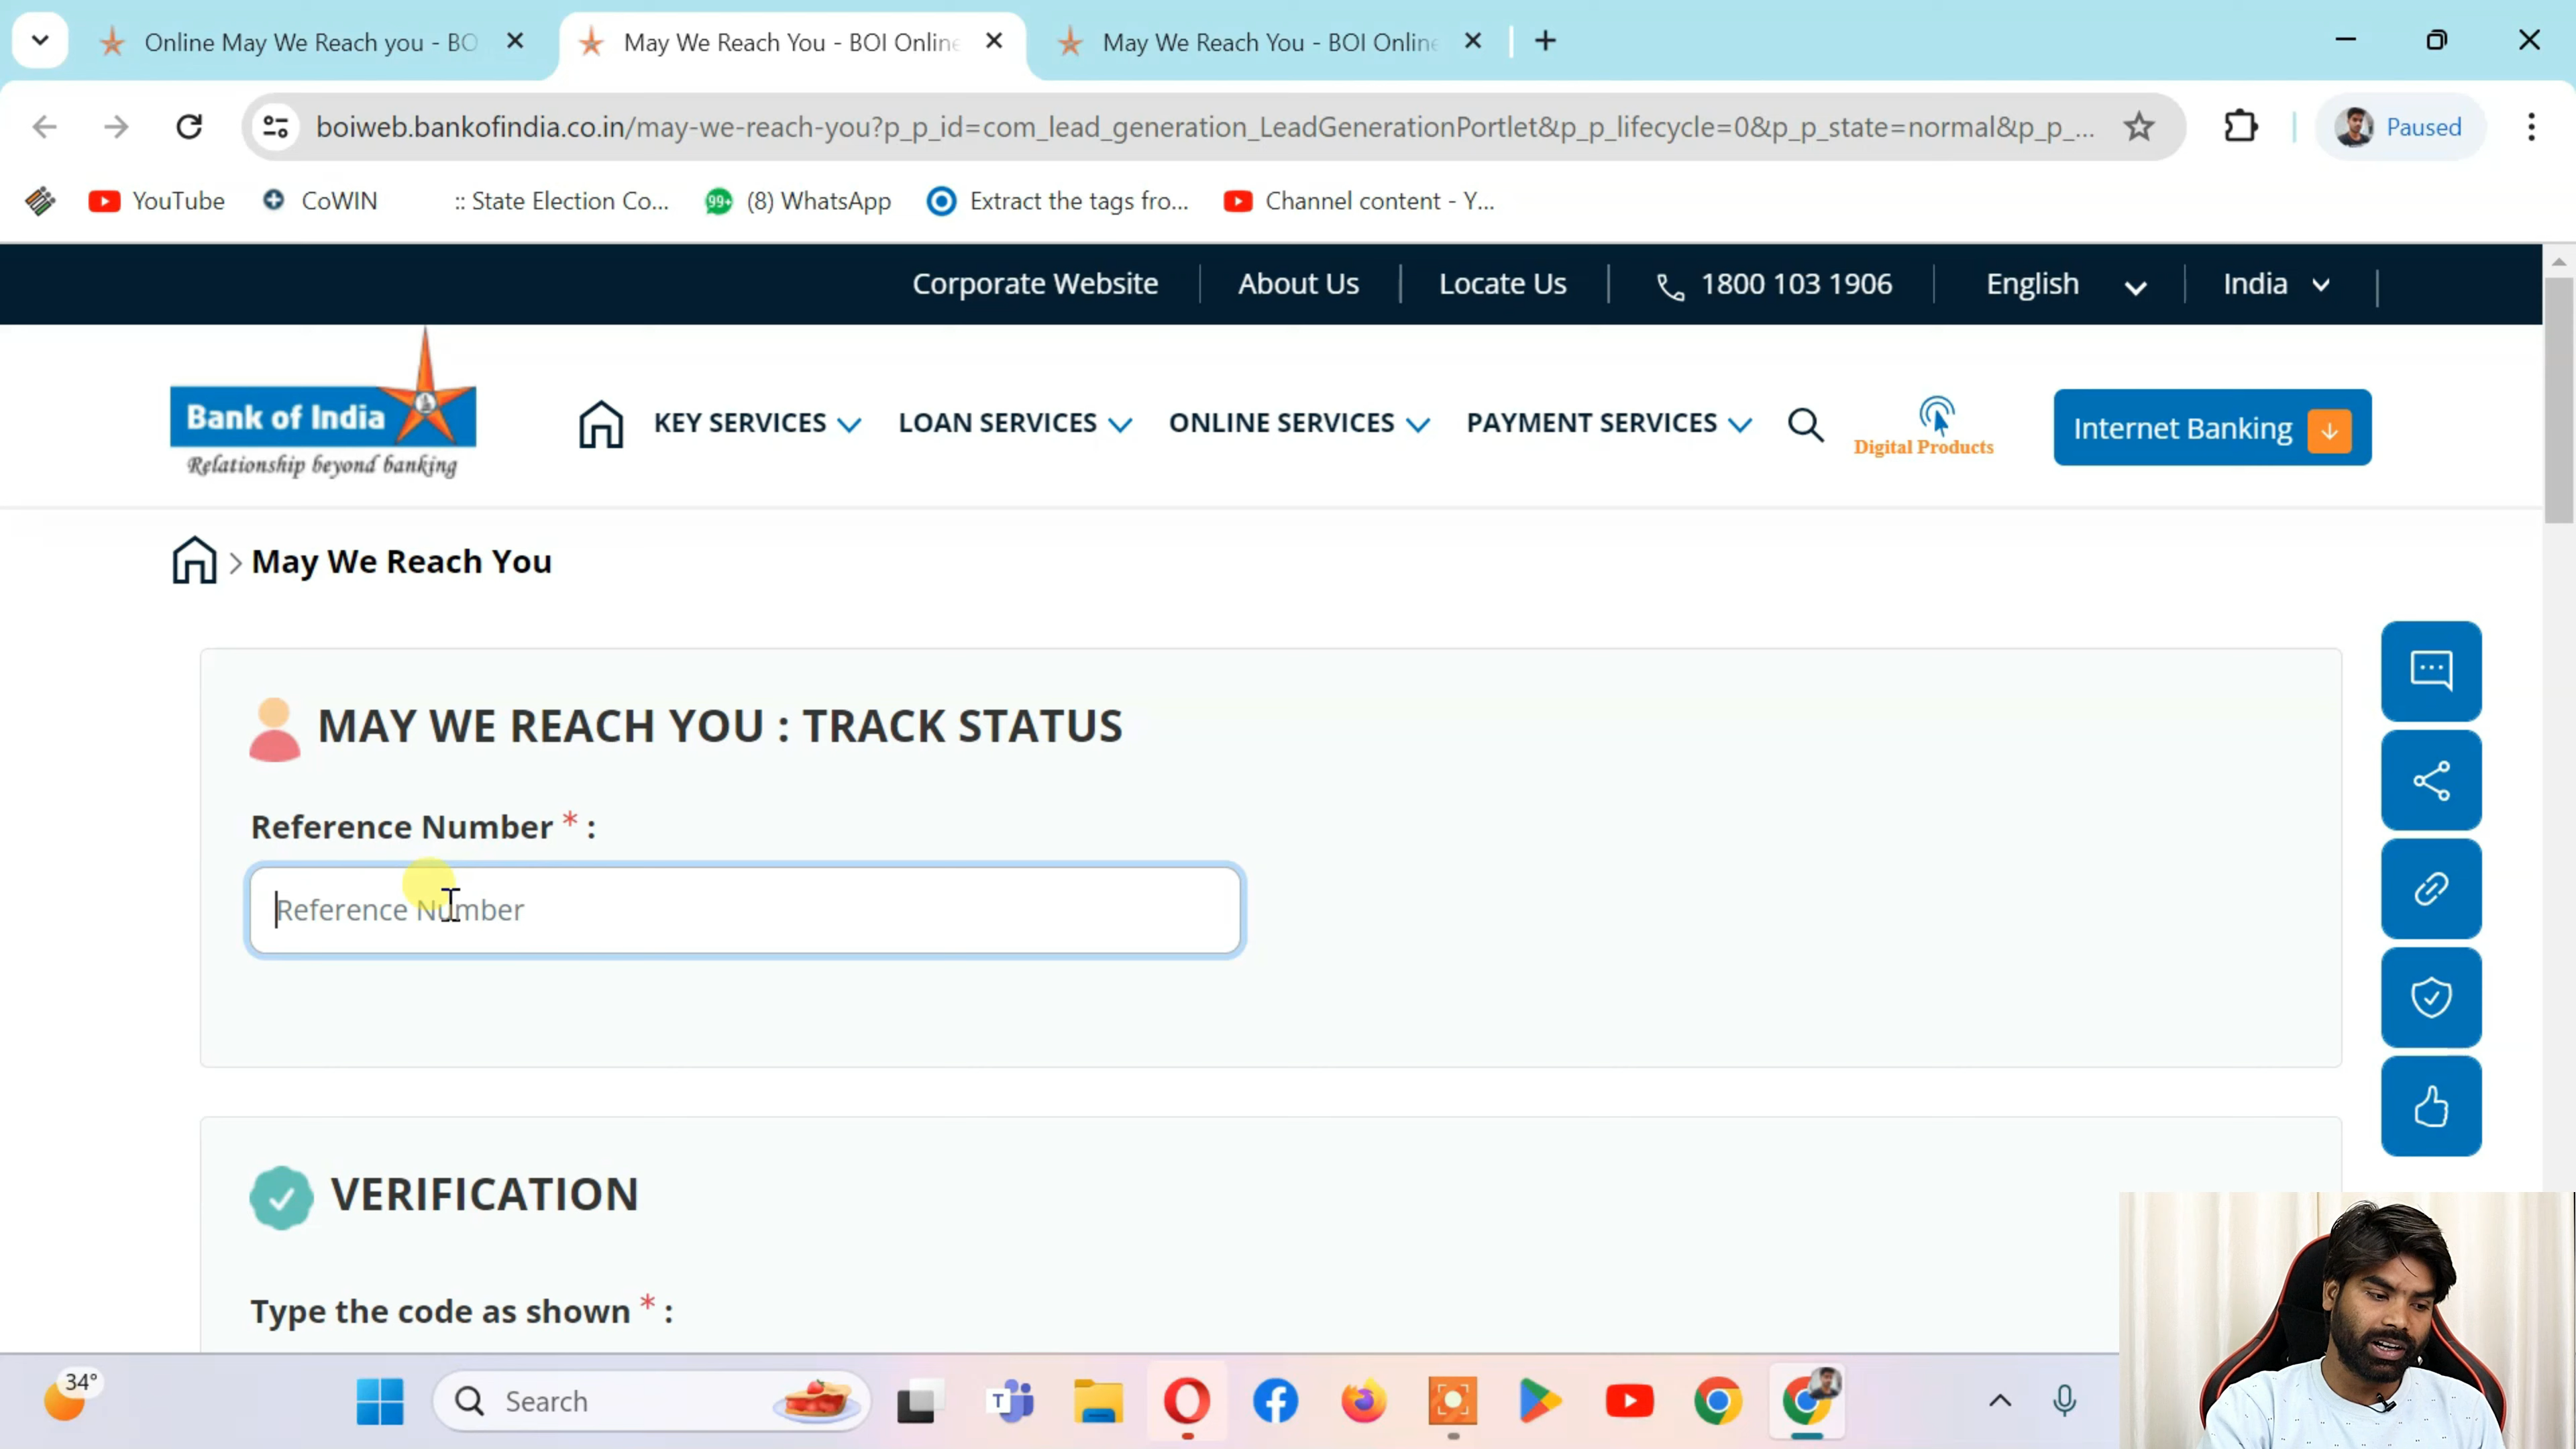 Online May We Reach you - BO
May We Reach You - BOI Online
May We Reach You - BOI Online
boiweb.bankofindia.co.in/may-we-reach-you?p_p_id=com_lead_generation_LeadGenerationPortlet&p_p_lifecycle=0&p_p_state=normal&p_p_...
Paused
YouTube
CoWIN
:: State Election Co...
99+ (8) WhatsApp
Extract the tags fro...
Channel content - Y...
Corporate Website
About Us
Locate Us
1800 103 1906
English
India
Bank of India
Relationship beyond banking
KEY SERVICES
LOAN SERVICES
ONLINE SERVICES
PAYMENT SERVICES
Digital Products
Internet Banking
> May We Reach You
MAY WE REACH YOU : TRACK STATUS
Reference Number * :
Reference Number
VERIFICATION
Type the code as shown * :
34°
Search